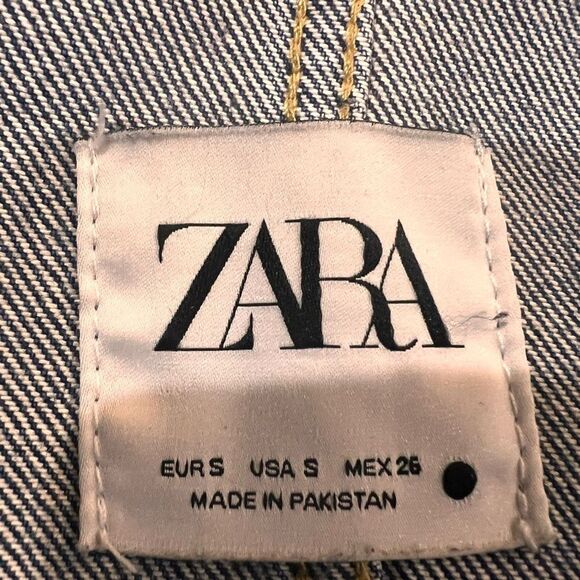 ZARA
EUR S USA S MEX 26
MADE IN PAKISTAN